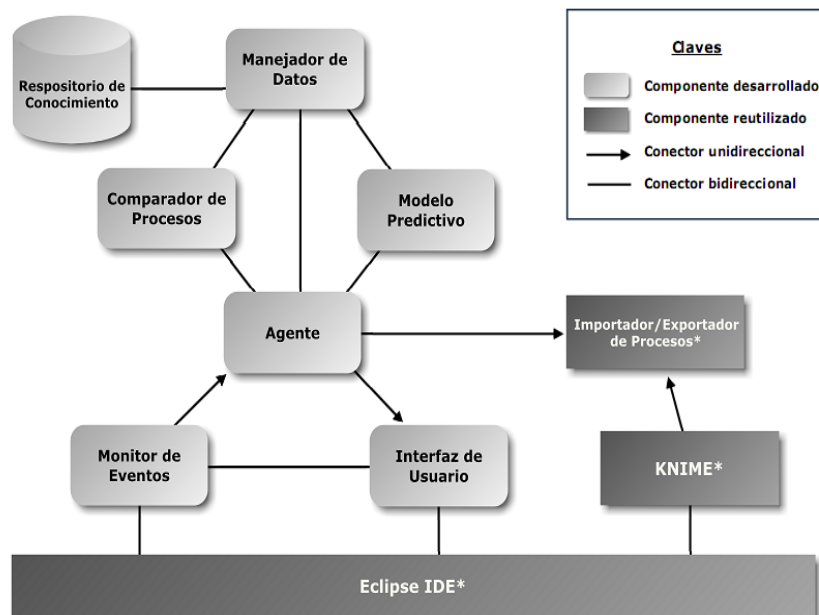 Manejador de
Datos
Respositorio de
Conocimiento
Claves
Componente desarrollado
Componente reutilizado
Conector unidireccional
Conector bidireccional
Comparador de
Procesos
Modelo
Predictivo
Agente
Importador/Exportador
de Procesos*
Monitor de
Eventos
Interfaz de
Usuario
KNIME*
Eclipse IDE*